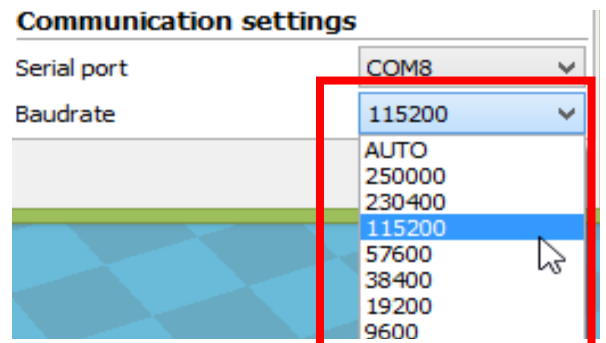 Communication settings
Serial port COM8
Baudrate 115200
AUTO
250000
230400
115200
57600
38400
19200
9600